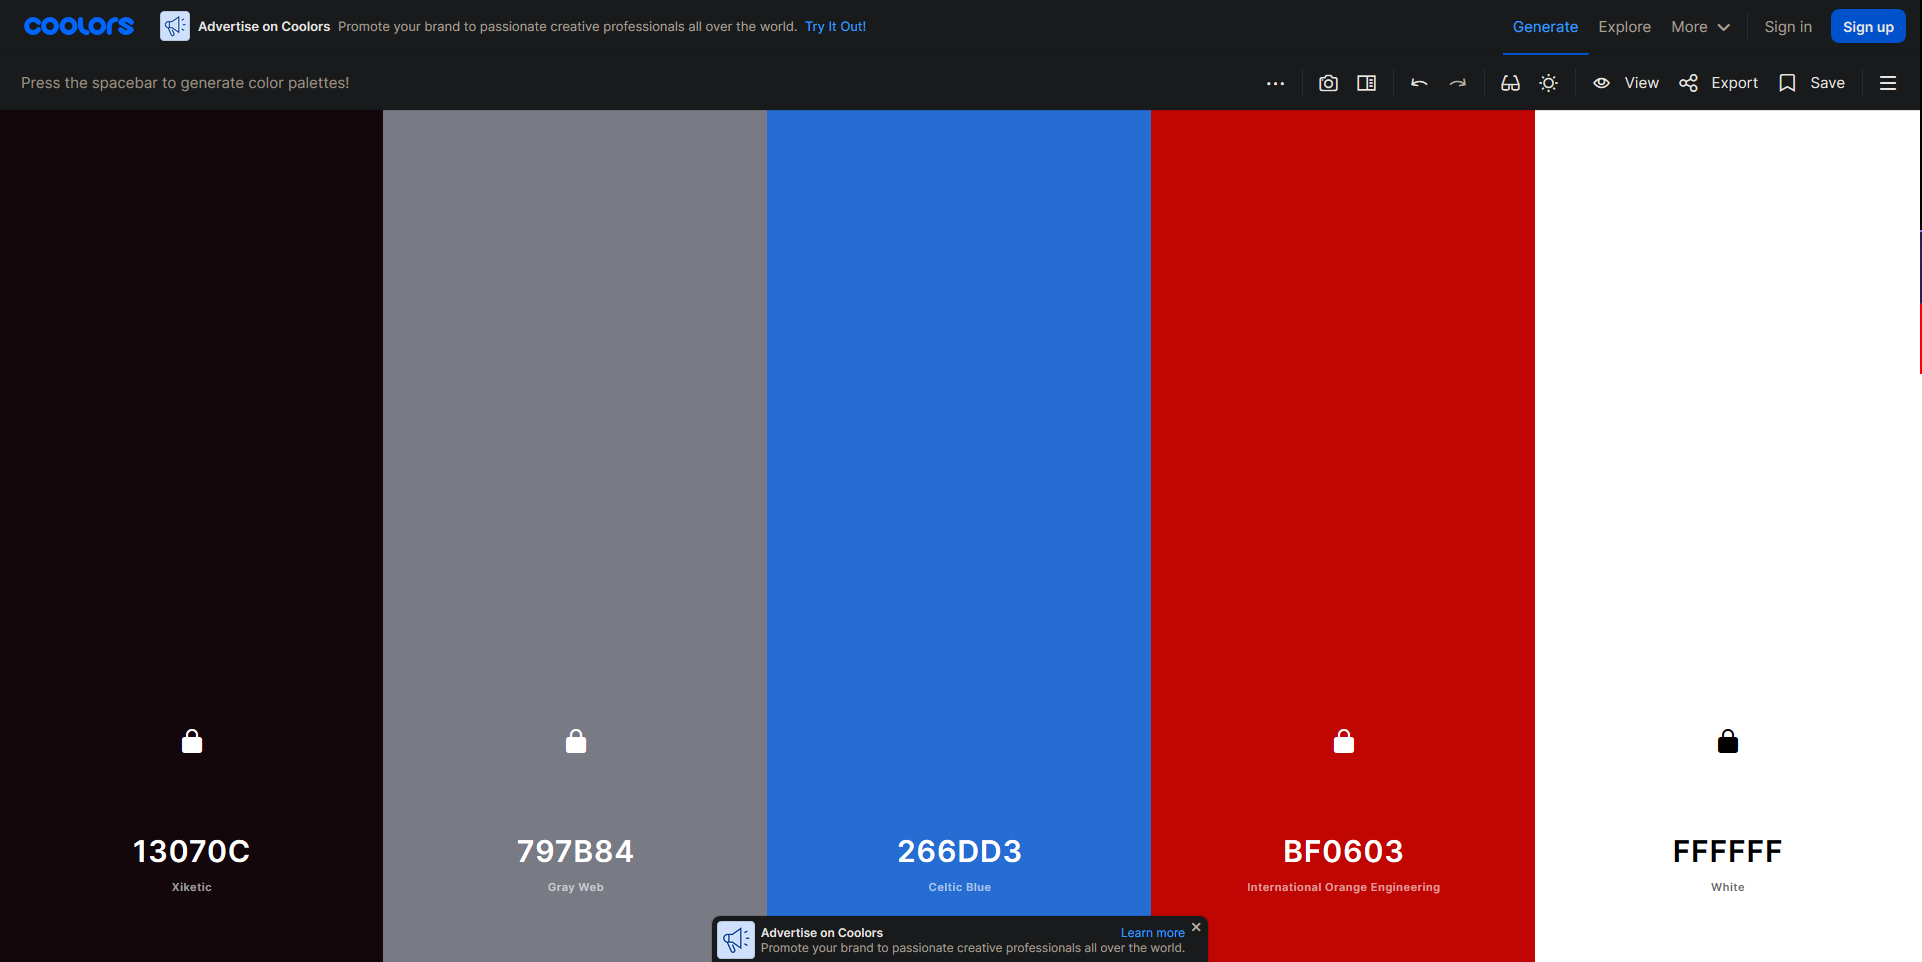 coolors
Advertise on Coolors Promote your brand to passionate creative professionals all over the world. Try It Out!
Generate Explore More Sign in Sign up
Press the spacebar to generate color palettes!
View Export Save
13070C
Xiketic
797B84
Gray Web
266DD3
Celtic Blue
BF0603
International Orange Engineering
FFFFFF
White
Advertise on Coolors Learn more
Promote your brand to passionate creative professionals all over the world.